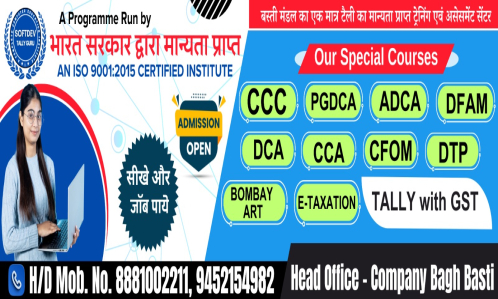 SOFTDEV
TALLY GURU
A Programme Run by
भारत सरकार द्वारा मान्यता प्राप्त
AN ISO 9001:2015 CERTIFIED INSTITUTE
ADMISSION
OPEN
सीखे और
जॉब पाये
बस्ती मंडल का एक मात्र टैली का मान्यता प्राप्त ट्रेनिंग एवं असेसमेंट सेंटर
Our Special Courses
CCC
PGDCA
ADCA
DFAM
DCA
CCA
CFOM
DTP
BOMBAY
ART
E-TAXATION
TALLY with GST
H/D Mob. No. 8881002211, 9452154982
Head Office - Company Bagh Basti